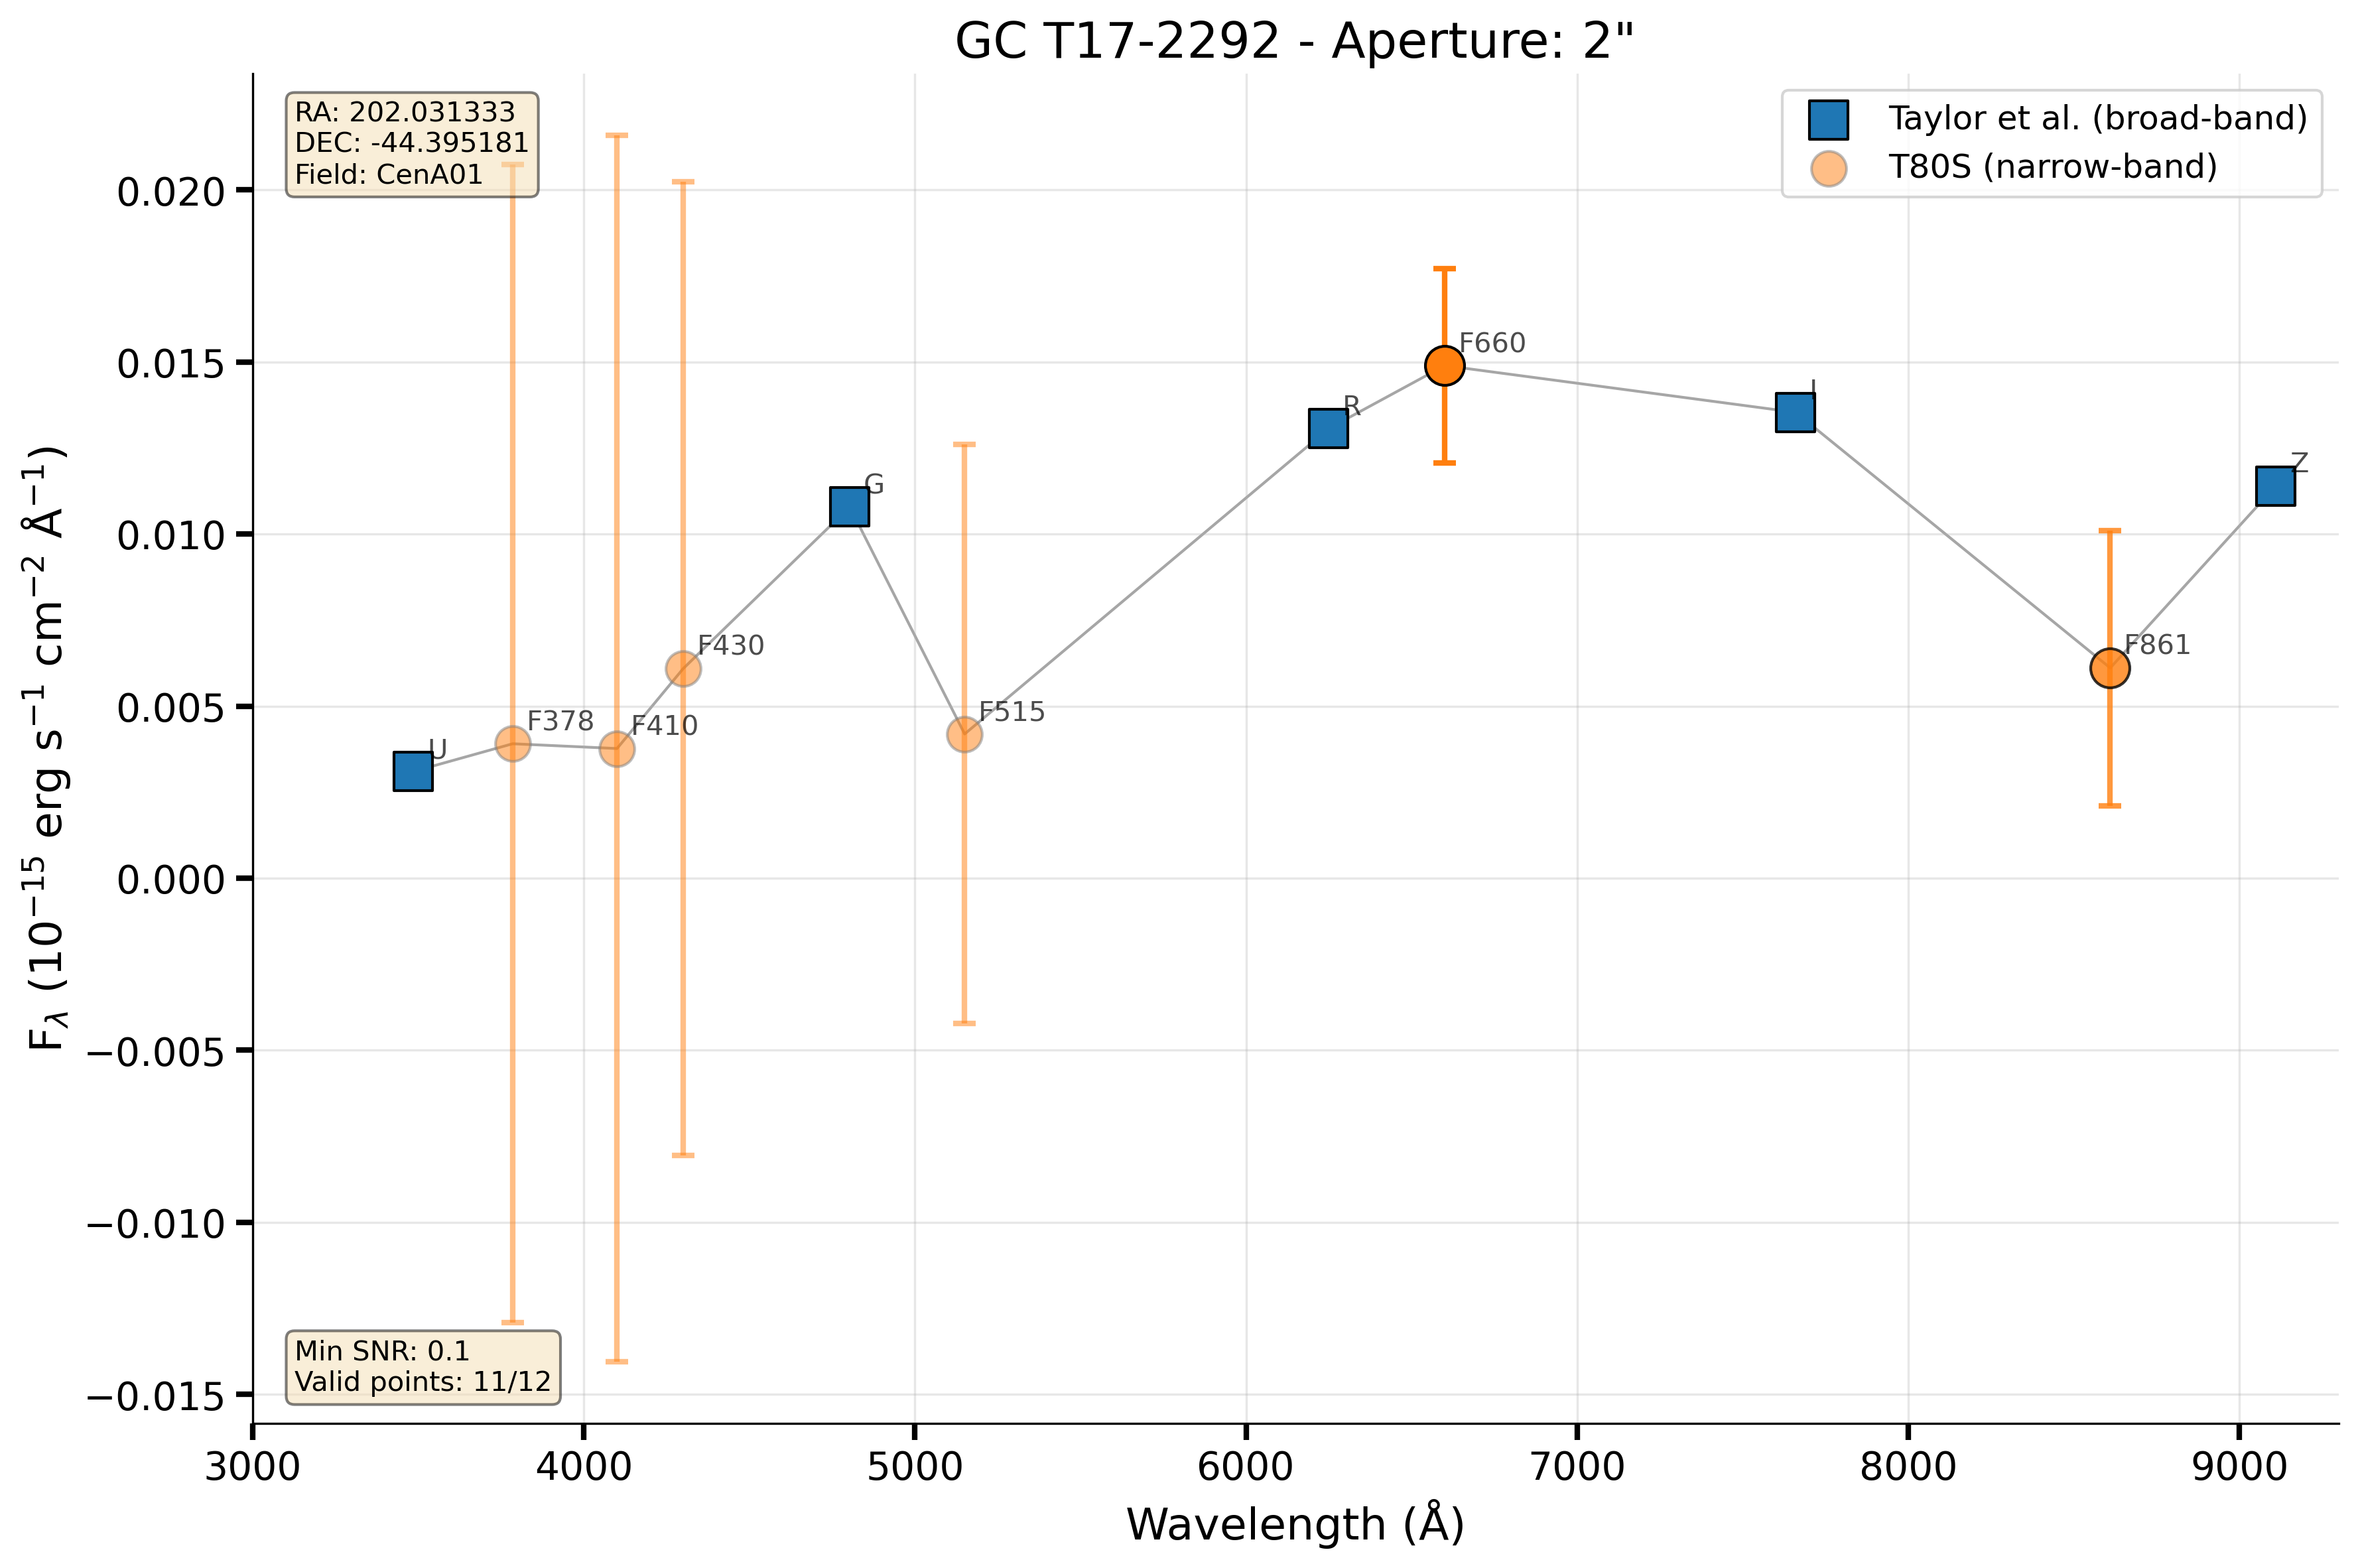 GC T17-2292 - Aperture: 2"
RA: 202.031333
DEC: -44.395181
Field: CenA01
Taylor et al. (broad-band)
T80S (narrow-band)
0.020
0.015
0.010
0.005
0.000
−0.005
−0.010
−0.015
F_λ (10⁻¹⁵ erg s⁻¹ cm⁻² Å⁻¹)
U
F378
F410
F430
G
F515
R
F660
I
F861
Z
Min SNR: 0.1
Valid points: 11/12
3000 4000 5000 6000 7000 8000 9000
Wavelength (Å)